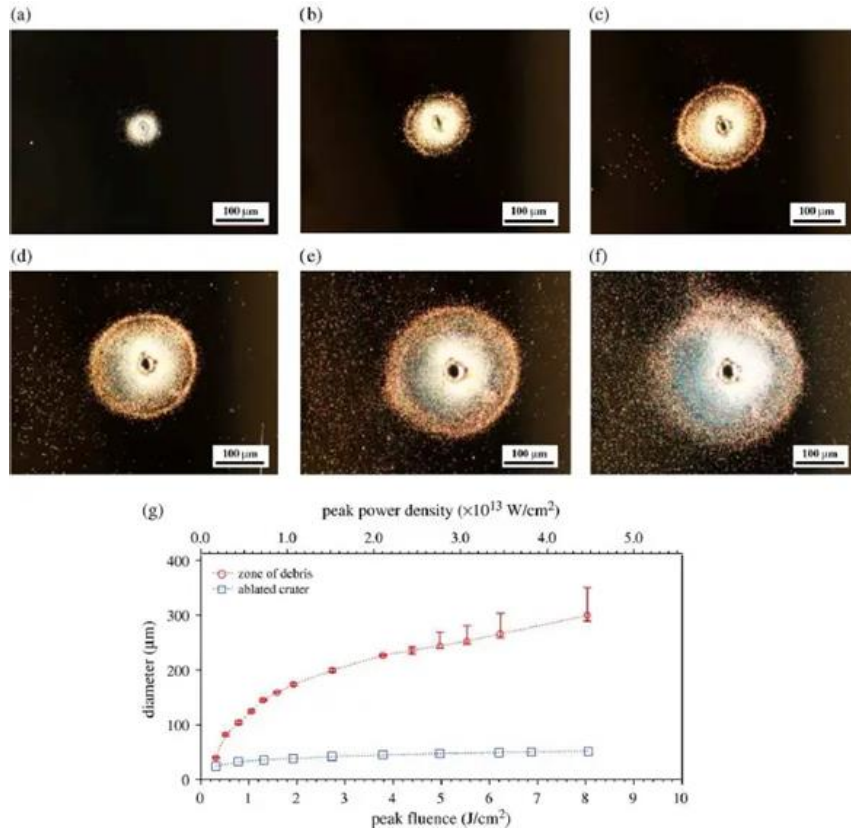 (a)
(b)
(c)
100 µm
100 µm
100 µm
(d)
(e)
(f)
100 µm
100 µm
100 µm
(g)
peak power density (×10¹³ W/cm²)
0.0 1.0 2.0 3.0 4.0 5.0
400
300
200
100
0
diameter (µm)
zone of debris
ablated crater
0 1 2 3 4 5 6 7 8 9 10
peak fluence (J/cm²)